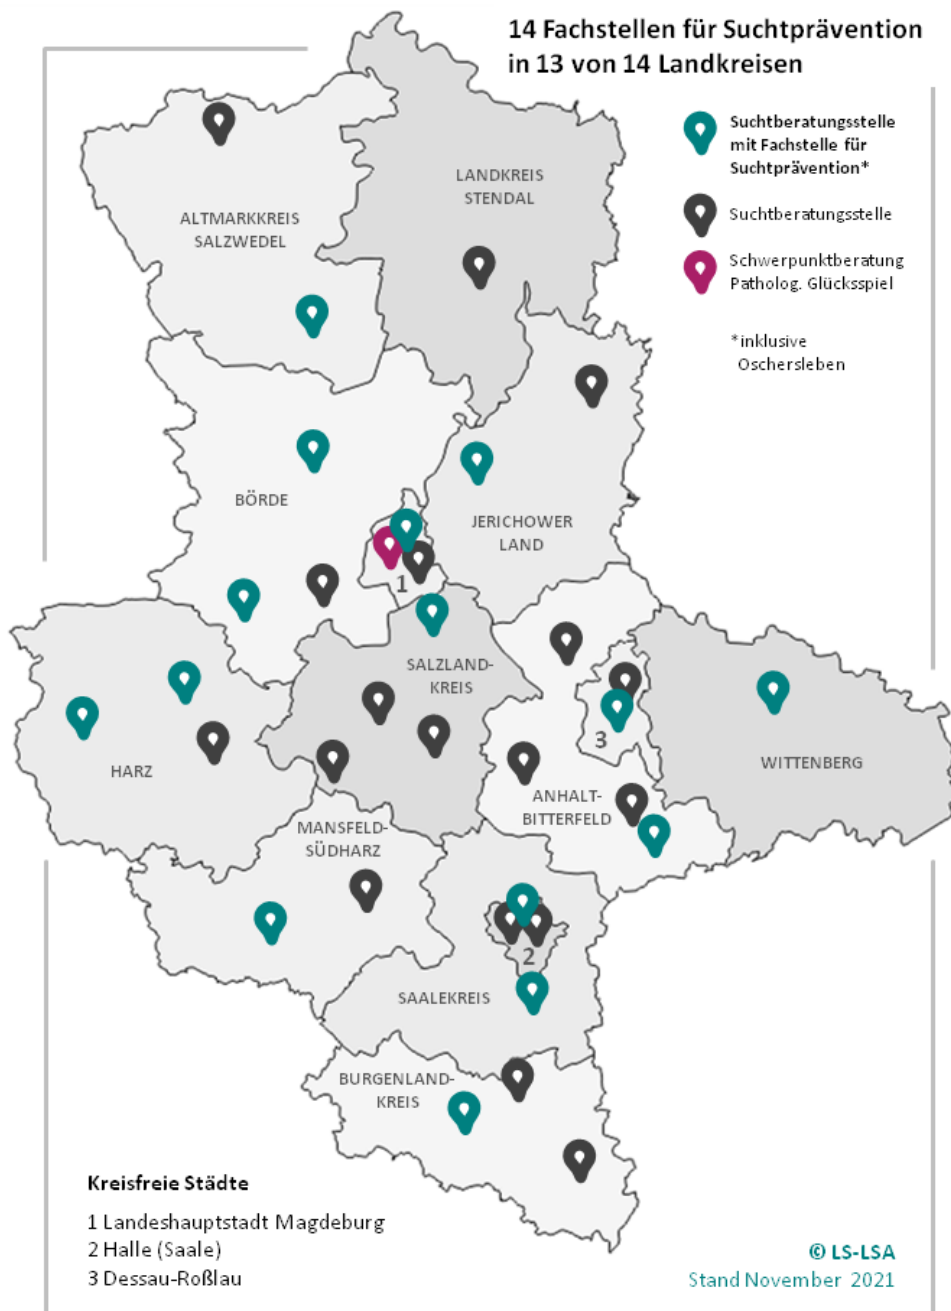 14 Fachstellen für Suchtprävention
in 13 von 14 Landkreisen
Suchtberatungsstelle
mit Fachstelle für
Suchtprävention*
Suchtberatungsstelle
Schwerpunktberatung
Patholog. Glücksspiel
*inklusive
Oschersleben
LANDKREIS
STENDAL
ALTMARKKREIS
SALZWEDEL
BÖRDE
JERICHOWER
LAND
1
SALZLAND-
KREIS
3
HARZ
WITTENBERG
ANHALT-
BITTERFELD
MANSFELD-
SÜDHARZ
2
SAALEKREIS
BURGENLAND-
KREIS
Kreisfreie Städte
1 Landeshauptstadt Magdeburg
2 Halle (Saale)
3 Dessau-Roßlau
© LS-LSA
Stand November 2021